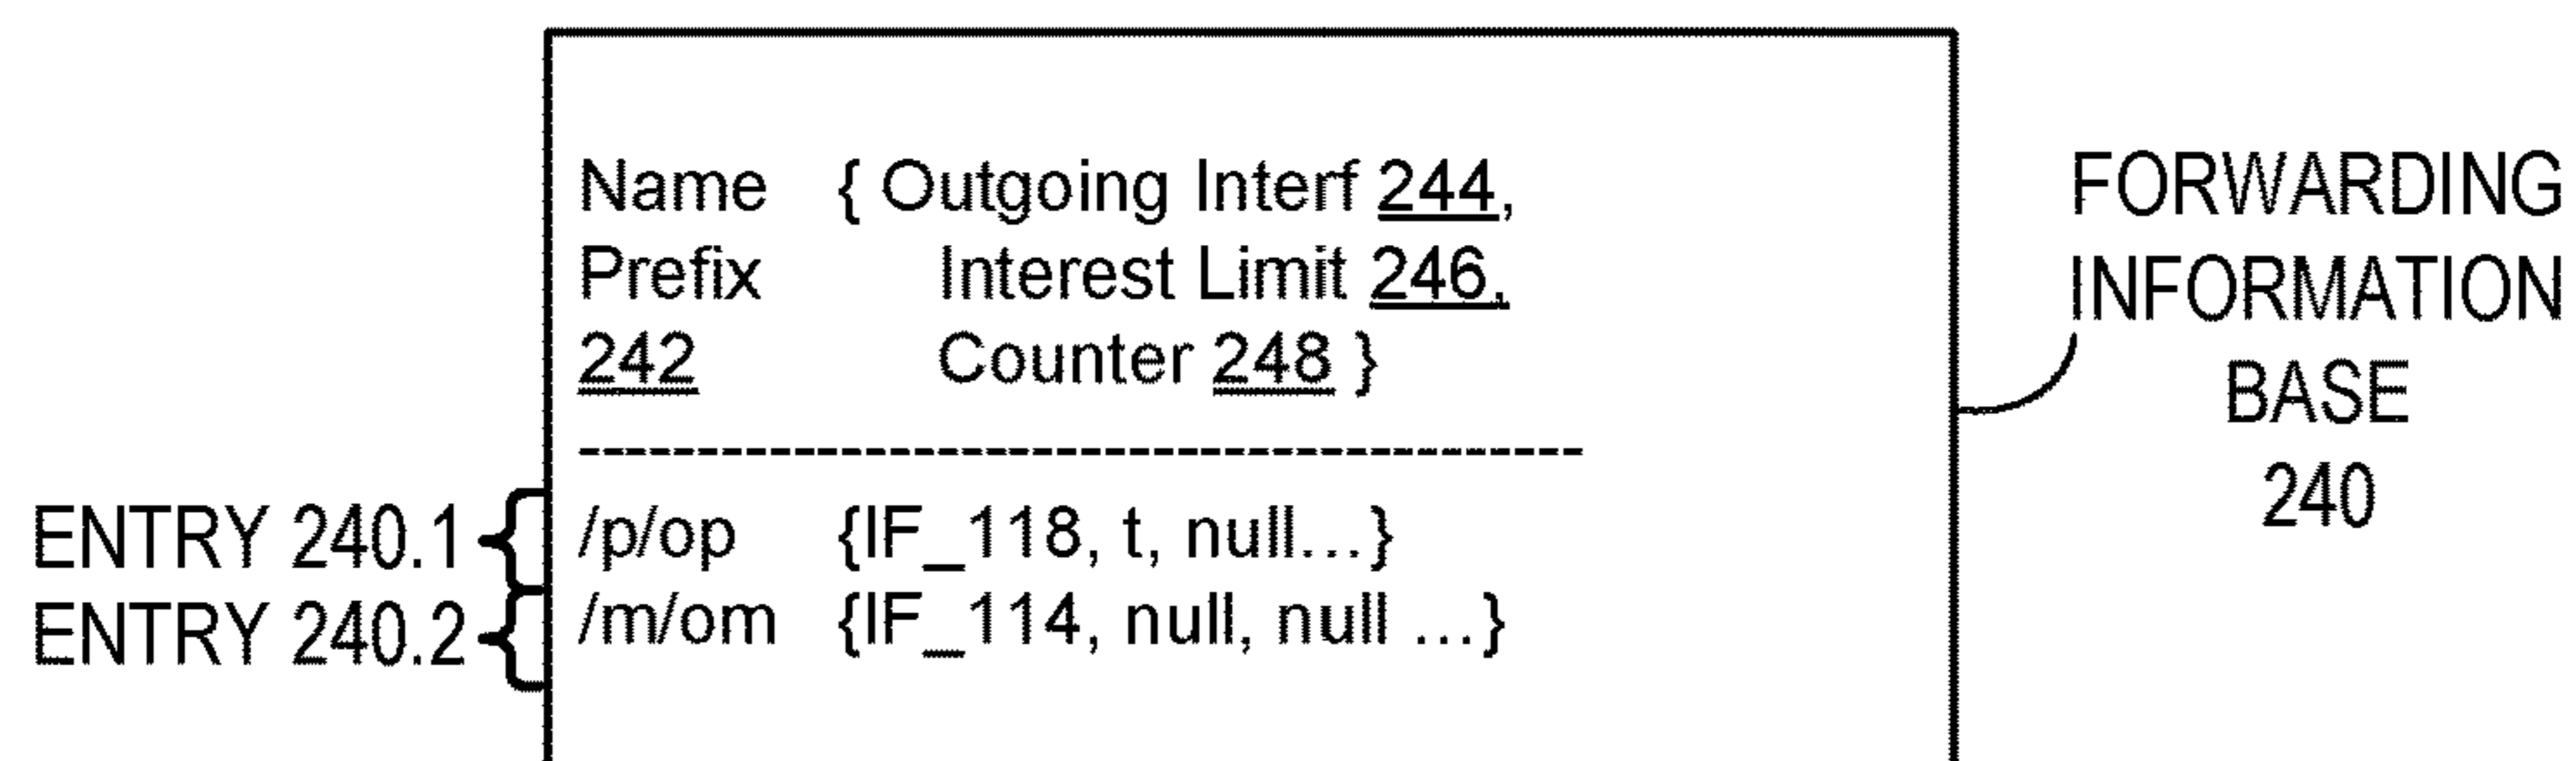 Name { Outgoing Interf 244,
Prefix Interest Limit 246,
242 Counter 248 }
--------------------------------------------
ENTRY 240.1 /p/op {IF_118, t, null...}
ENTRY 240.2 /m/om {IF_114, null, null ...}
FORWARDING
INFORMATION
BASE
240